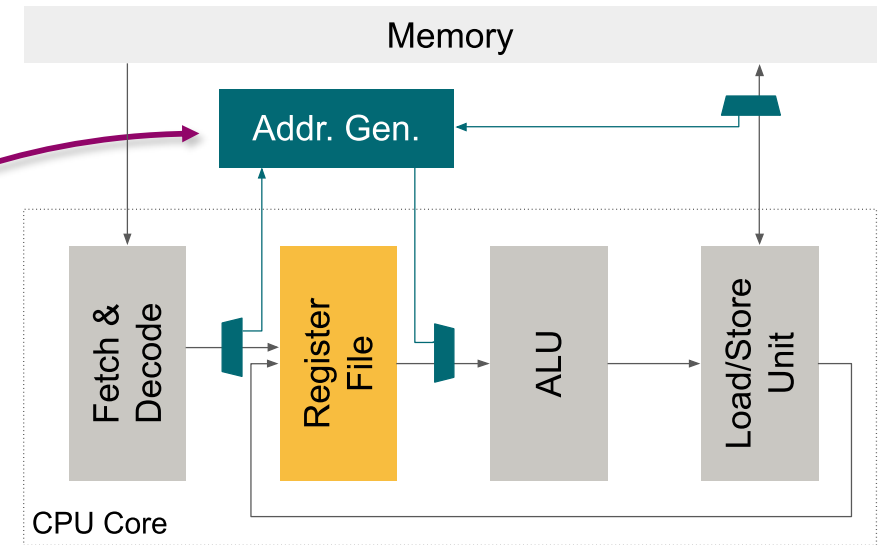 Memory
Addr. Gen.
Fetch &
Decode
Register
File
ALU
Load/Store
Unit
CPU Core